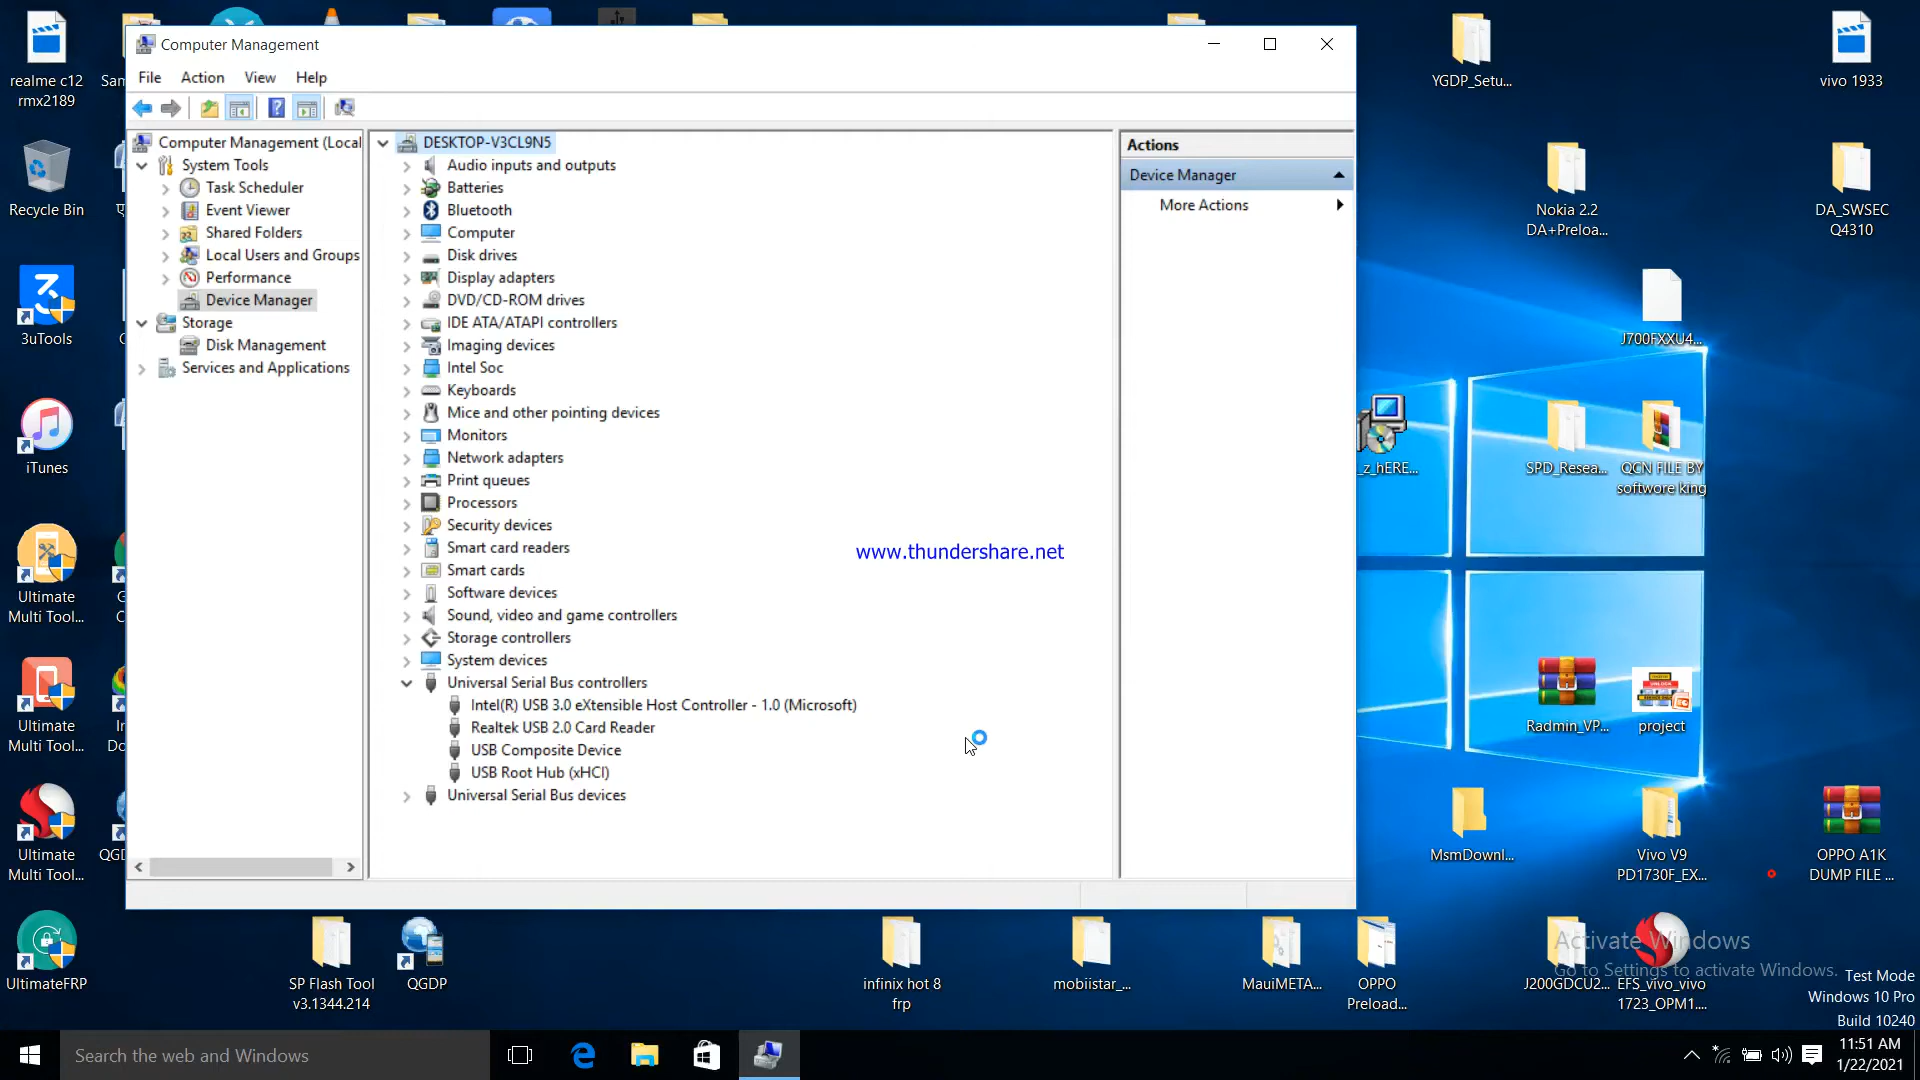 realme c12
rmx2189
Recycle Bin
3uTools
iTunes
Ultimate
Multi Tool...
Ultimate
Multi Tool...
Ultimate
Multi Tool...
UltimateFRP
Computer Management
File Action View Help
Computer Management (Local
System Tools
Task Scheduler
Event Viewer
Shared Folders
Local Users and Groups
Performance
Device Manager
Storage
Disk Management
Services and Applications
DESKTOP-V3CL9N5
Audio inputs and outputs
Batteries
Bluetooth
Computer
Disk drives
Display adapters
DVD/CD-ROM drives
IDE ATA/ATAPI controllers
Imaging devices
Intel Soc
Keyboards
Mice and other pointing devices
Monitors
Network adapters
Print queues
Processors
Security devices
Smart card readers
Smart cards
Software devices
Sound, video and game controllers
Storage controllers
System devices
Universal Serial Bus controllers
Intel(R) USB 3.0 eXtensible Host Controller - 1.0 (Microsoft)
Realtek USB 2.0 Card Reader
USB Composite Device
USB Root Hub (xHCI)
Universal Serial Bus devices
www.thundershare.net
Actions
Device Manager
More Actions
YGDP_Setu...
vivo 1933
Nokia 2.2
DA+Preloa...
DA_SWSEC
Q4310
J700FXXU4...
_z_hERE...
SPD_Resea...
QCN FILE BY
softwore king
Radmin_VP...
project
MsmDownl...
Vivo V9
PD1730F_EX...
OPPO A1K
DUMP FILE ...
SP Flash Tool
v3.1344.214
QGDP
infinix hot 8
frp
mobiistar_...
MauiMETA...
OPPO
Preload...
J200GDCU2...
EFS_vivo_vivo
1723_OPM1....
Activate Windows
Go to Settings to activate Windows.
Test Mode
Windows 10 Pro
Build 10240
Search the web and Windows
11:51 AM
1/22/2021